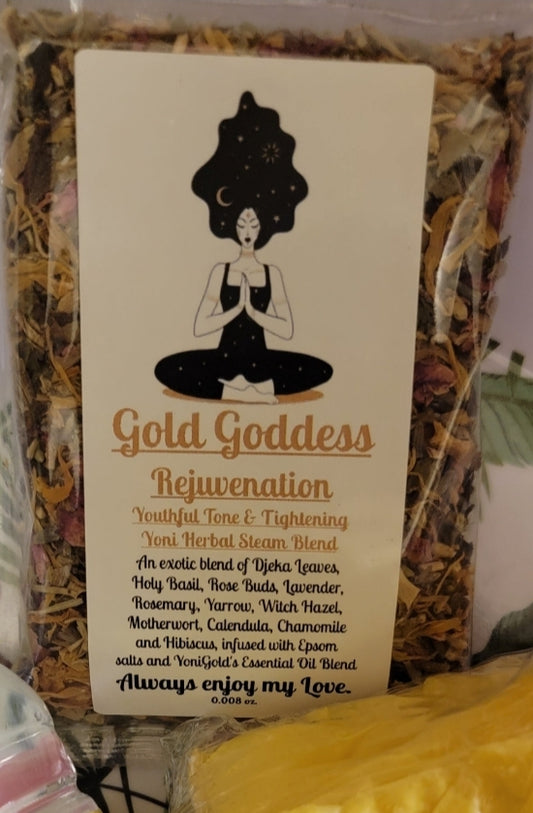 Gold Goddess
Rejuvenation
Youthful Tone & Tightening
Yoni Herbal Steam Blend
An exotic blend of Djeka Leaves,
Holy Basil, Rose Buds, Lavender,
Rosemary, Yarrow, Witch Hazel,
Motherwort, Calendula, Chamomile
and Hibiscus, infused with Epsom
salts and YoniGold's Essential Oil Blend
Always enjoy my Love.
0.008 oz.